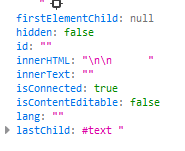 "
firstElementChild: null
hidden: false
id: ""
innerHTML: "\n\n "
innerText: ""
isConnected: true
isContentEditable: false
lang: ""
lastChild: #text "